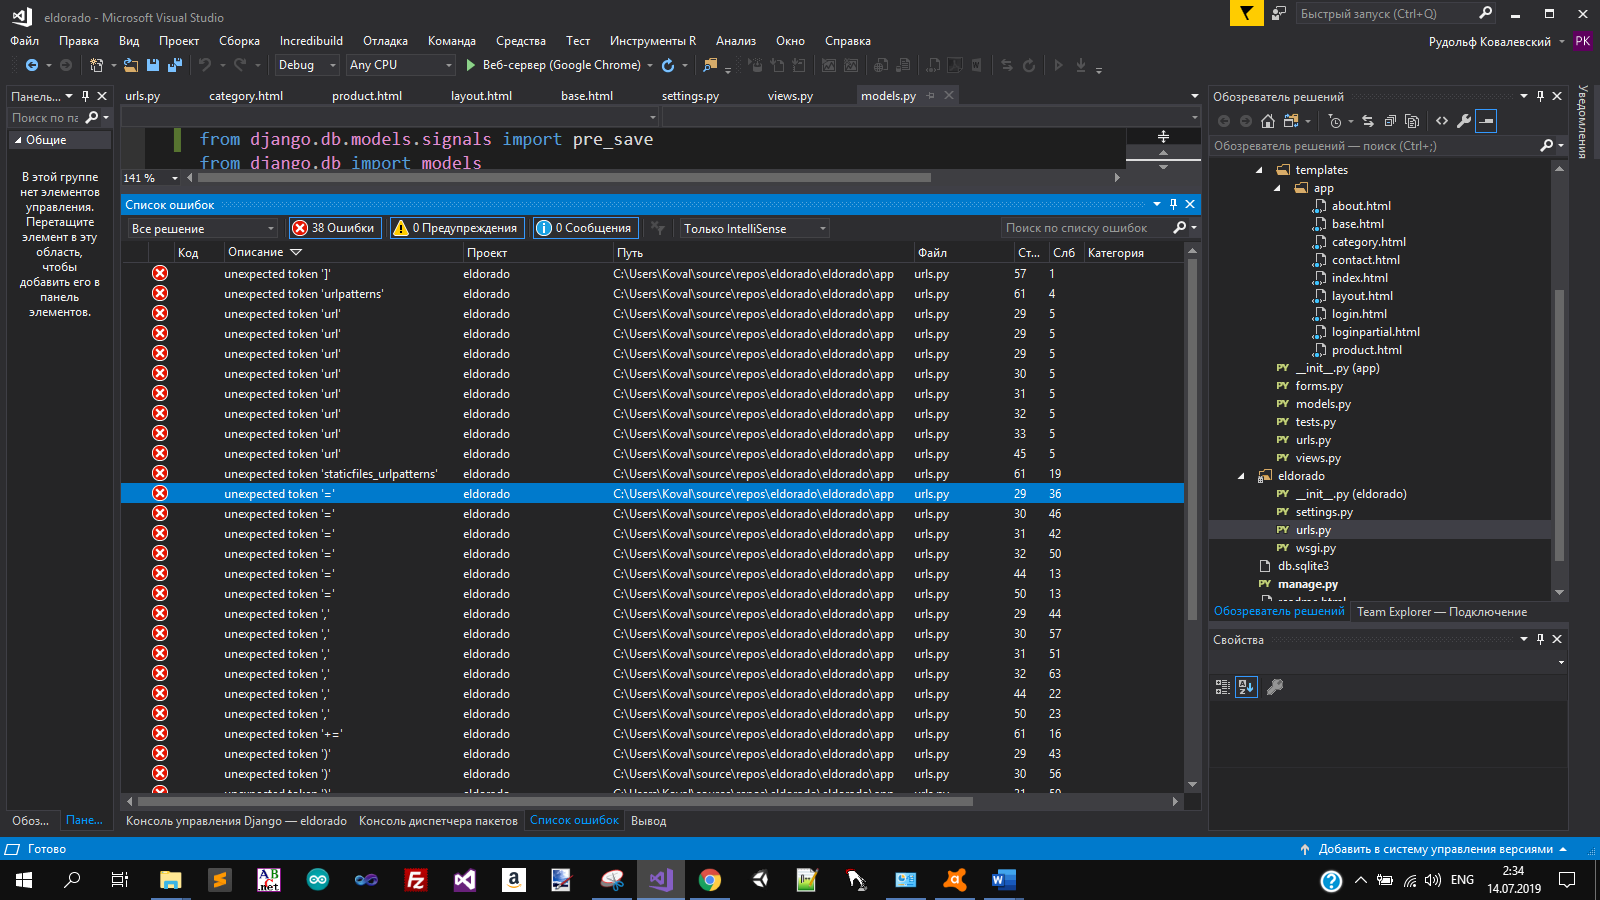 eldorado - Microsoft Visual Studio
Быстрый запуск (Ctrl+Q)
Файл Правка Вид Проект Сборка Incredibuild Отладка Команда Средства Тест Инструменты R Анализ Окно Справка
Рудольф Ковалевский РК
Debug Any CPU Веб-сервер (Google Chrome)
Панель...
Поиск по па
Общие
В этой группе
нет элементов
управления.
Перетащите
элемент в эту
область,
чтобы
добавить его в
панель
элементов.
Обоз... Пане...
urls.py category.html product.html layout.html base.html settings.py views.py models.py
from django.db.models.signals import pre_save
from django.db import models
141 %
Список ошибок
Все решение 38 Ошибки 0 Предупреждения 0 Сообщения Только IntelliSense Поиск по списку ошибок
Код Описание Проект Путь Файл Ст... Слб Категория
unexpected token ']' eldorado C:\Users\Koval\source\repos\eldorado\eldorado\app urls.py 57 1
unexpected token 'urlpatterns' eldorado C:\Users\Koval\source\repos\eldorado\eldorado\app urls.py 61 4
unexpected token 'url' eldorado C:\Users\Koval\source\repos\eldorado\eldorado\app urls.py 29 5
unexpected token 'url' eldorado C:\Users\Koval\source\repos\eldorado\eldorado\app urls.py 29 5
unexpected token 'url' eldorado C:\Users\Koval\source\repos\eldorado\eldorado\app urls.py 29 5
unexpected token 'url' eldorado C:\Users\Koval\source\repos\eldorado\eldorado\app urls.py 30 5
unexpected token 'url' eldorado C:\Users\Koval\source\repos\eldorado\eldorado\app urls.py 31 5
unexpected token 'url' eldorado C:\Users\Koval\source\repos\eldorado\eldorado\app urls.py 32 5
unexpected token 'url' eldorado C:\Users\Koval\source\repos\eldorado\eldorado\app urls.py 33 5
unexpected token 'url' eldorado C:\Users\Koval\source\repos\eldorado\eldorado\app urls.py 45 5
unexpected token 'staticfiles_urlpatterns' eldorado C:\Users\Koval\source\repos\eldorado\eldorado\app urls.py 61 19
unexpected token '=' eldorado C:\Users\Koval\source\repos\eldorado\eldorado\app urls.py 29 36
unexpected token '=' eldorado C:\Users\Koval\source\repos\eldorado\eldorado\app urls.py 30 46
unexpected token '=' eldorado C:\Users\Koval\source\repos\eldorado\eldorado\app urls.py 31 42
unexpected token '=' eldorado C:\Users\Koval\source\repos\eldorado\eldorado\app urls.py 32 50
unexpected token '=' eldorado C:\Users\Koval\source\repos\eldorado\eldorado\app urls.py 44 13
unexpected token '=' eldorado C:\Users\Koval\source\repos\eldorado\eldorado\app urls.py 50 13
unexpected token ',' eldorado C:\Users\Koval\source\repos\eldorado\eldorado\app urls.py 29 44
unexpected token ',' eldorado C:\Users\Koval\source\repos\eldorado\eldorado\app urls.py 30 57
unexpected token ',' eldorado C:\Users\Koval\source\repos\eldorado\eldorado\app urls.py 31 51
unexpected token ',' eldorado C:\Users\Koval\source\repos\eldorado\eldorado\app urls.py 32 63
unexpected token ',' eldorado C:\Users\Koval\source\repos\eldorado\eldorado\app urls.py 44 22
unexpected token ',' eldorado C:\Users\Koval\source\repos\eldorado\eldorado\app urls.py 50 23
unexpected token '+=' eldorado C:\Users\Koval\source\repos\eldorado\eldorado\app urls.py 61 16
unexpected token ')' eldorado C:\Users\Koval\source\repos\eldorado\eldorado\app urls.py 29 43
unexpected token ')' eldorado C:\Users\Koval\source\repos\eldorado\eldorado\app urls.py 30 56
Консоль управления Django — eldorado Консоль диспетчера пакетов Список ошибок Вывод
Обозреватель решений
Обозреватель решений — поиск (Ctrl+;)
templates
app
about.html
base.html
category.html
contact.html
index.html
layout.html
login.html
loginpartial.html
product.html
PY __init__.py (app)
PY forms.py
PY models.py
PY tests.py
PY urls.py
PY views.py
eldorado
PY __init__.py (eldorado)
PY settings.py
PY urls.py
PY wsgi.py
db.sqlite3
PY manage.py
readme.html
Обозреватель решений Team Explorer — Подключение
Свойства
Уведомления
Готово
Добавить в систему управления версиями
ENG
2:34
14.07.2019